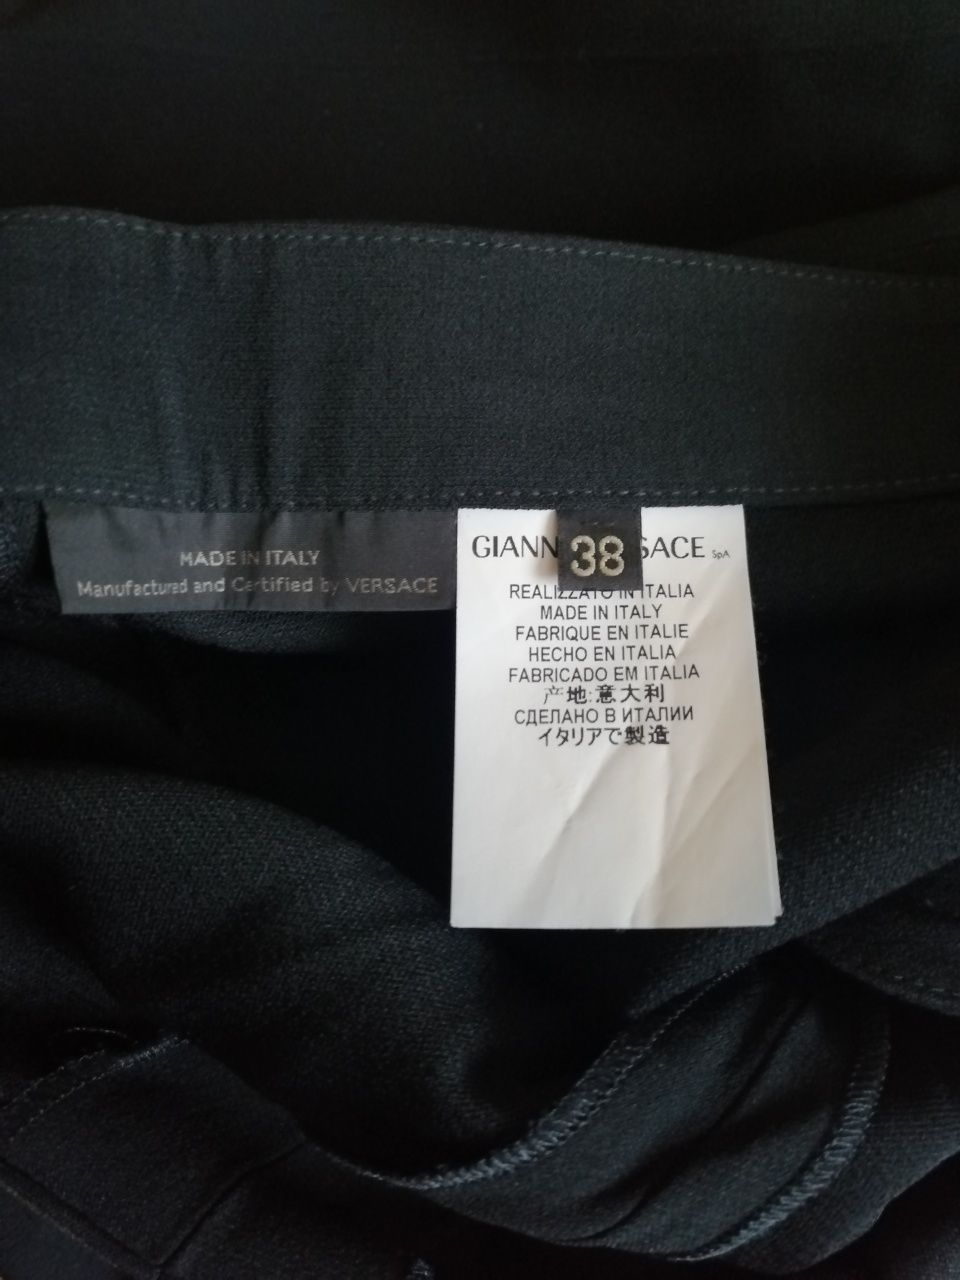 MADE IN ITALY
Manufactured and Certified by VERSACE
GIANN SACE SpA
38
REALIZZATO IN ITALIA
MADE IN ITALY
FABRIQUE EN ITALIE
HECHO EN ITALIA
FABRICADO EM ITALIA
产地:意大利
СДЕЛАНО В ИТАЛИИ
イタリアで製造